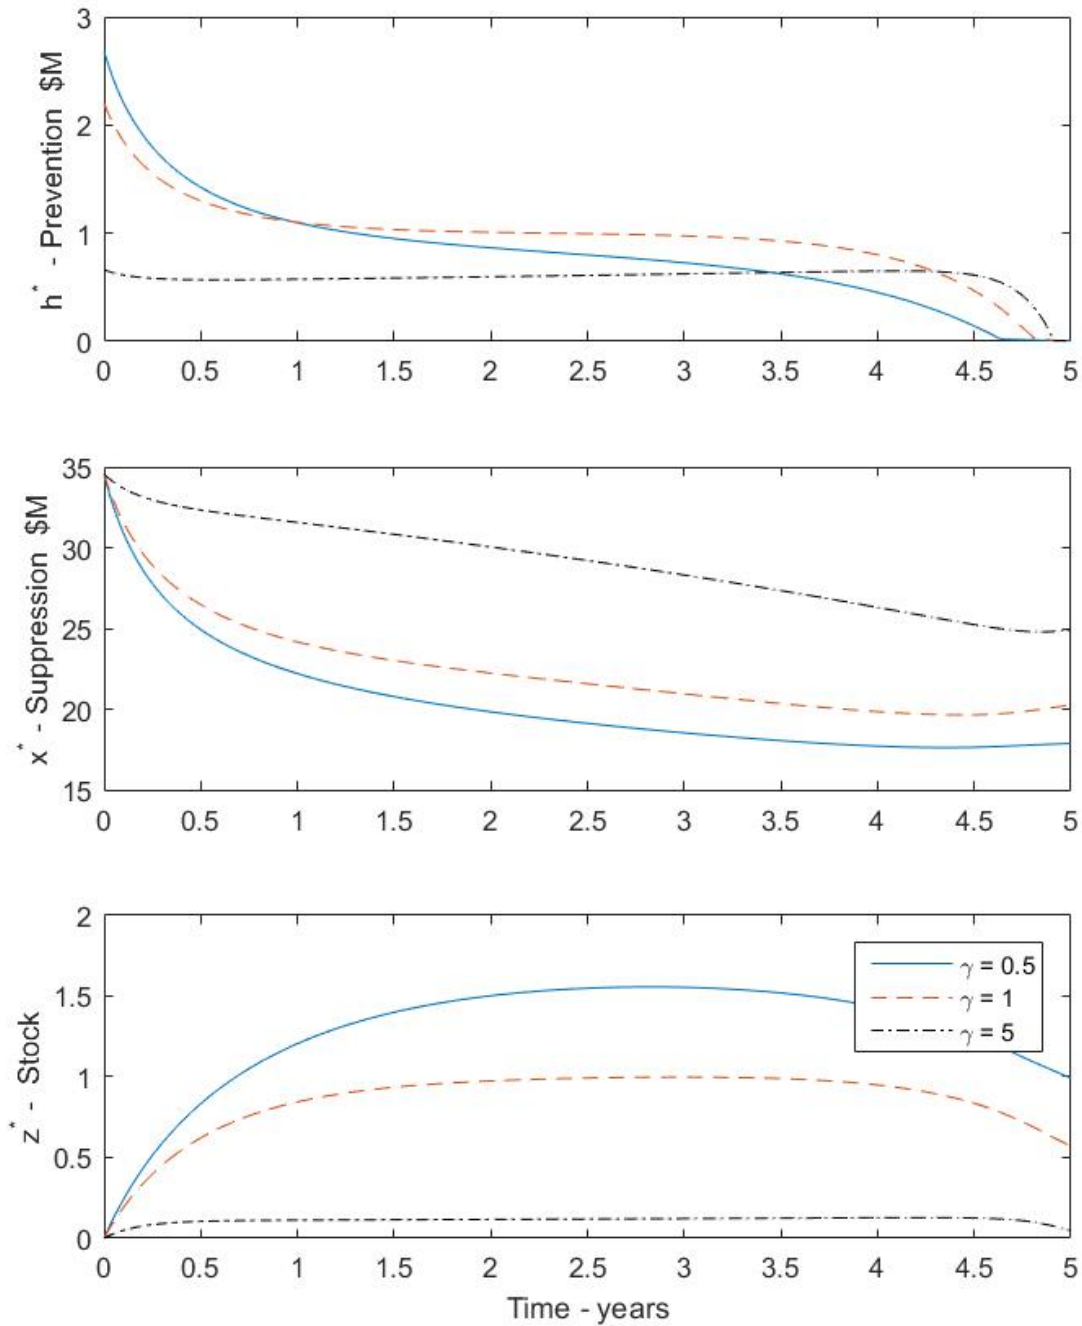 h* - Prevention $M
3
2
1
0
0 0.5 1 1.5 2 2.5 3 3.5 4 4.5 5
x* - Suppression $M
35
30
25
20
15
0 0.5 1 1.5 2 2.5 3 3.5 4 4.5 5
z* - Stock
2
1.5
1
0.5
0
γ = 0.5
γ = 1
γ = 5
0 0.5 1 1.5 2 2.5 3 3.5 4 4.5 5
Time - years